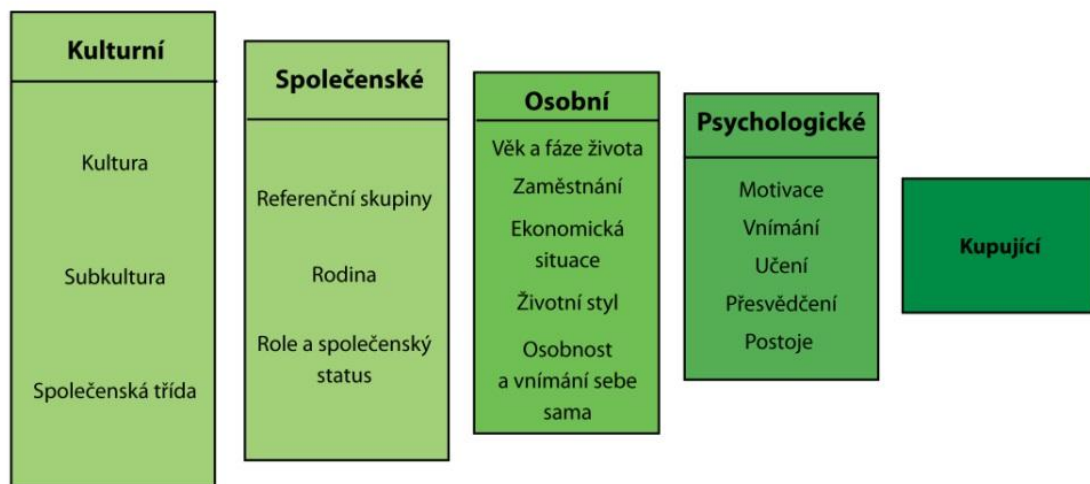 Kulturní
Kultura
Subkultura
Společenská třída
Společenské
Referenční skupiny
Rodina
Role a společenský
status
Osobní
Věk a fáze života
Zaměstnání
Ekonomická
situace
Životní styl
Osobnost
a vnímání sebe
sama
Psychologické
Motivace
Vnímání
Učení
Přesvědčení
Postoje
Kupující